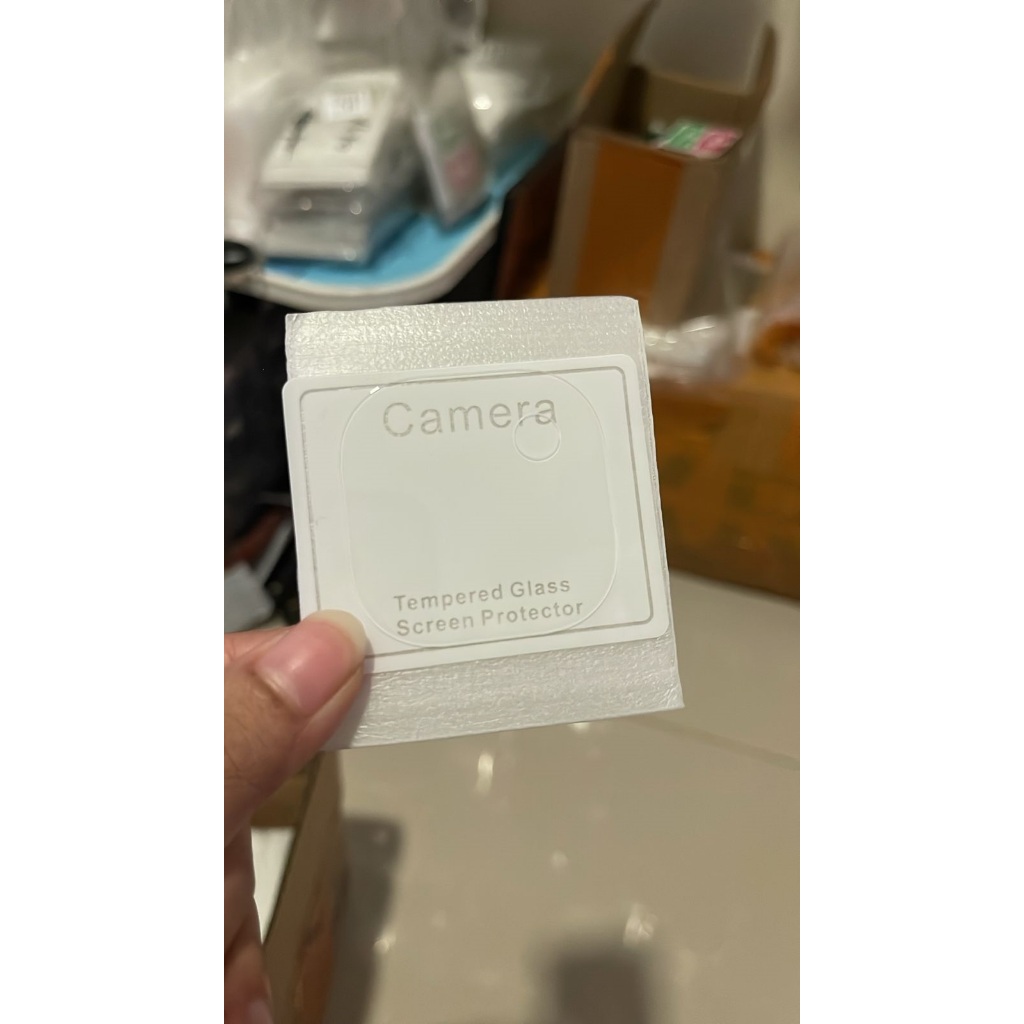 Camera
Tempered Glass
Screen Protector